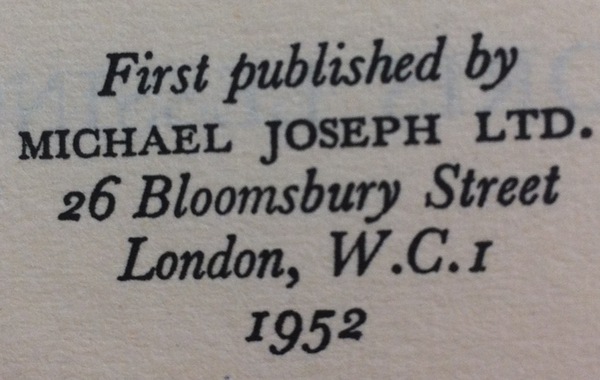 First published by
MICHAEL JOSEPH LTD.
26 Bloomsbury Street
London, W.C.1
1952